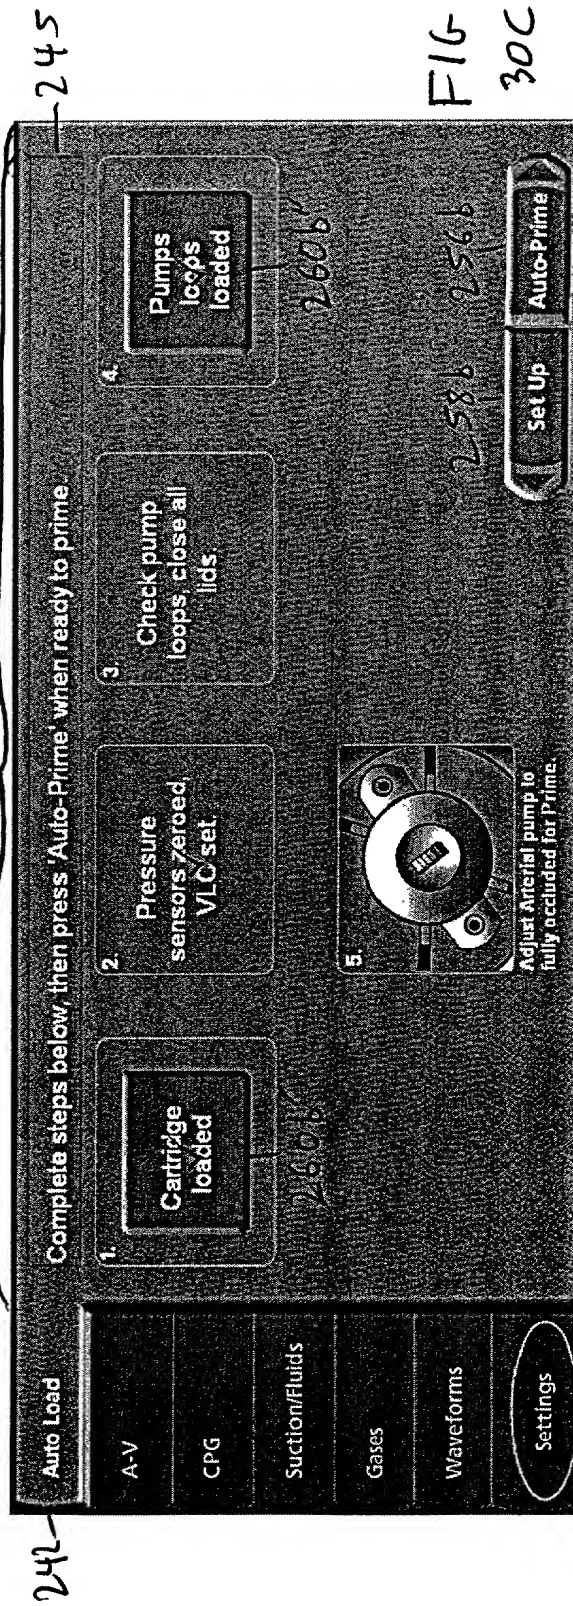 242
245
Auto Load
Complete steps below, then press 'Auto-Prime' when ready to prime.
A-V
CPG
Suction/Fluids
Gases
Waveforms
Settings
1.
Cartridge
loaded
260b'
2.
Pressure
sensors zeroed,
VLC set.
3.
Check pump
loops, close all
lids.
4.
Pumps
loops
loaded
260b"
5.
Adjust Arterial pump to
fully occluded for Prime.
258b
256b
Set Up
Auto-Prime
FIG
30C